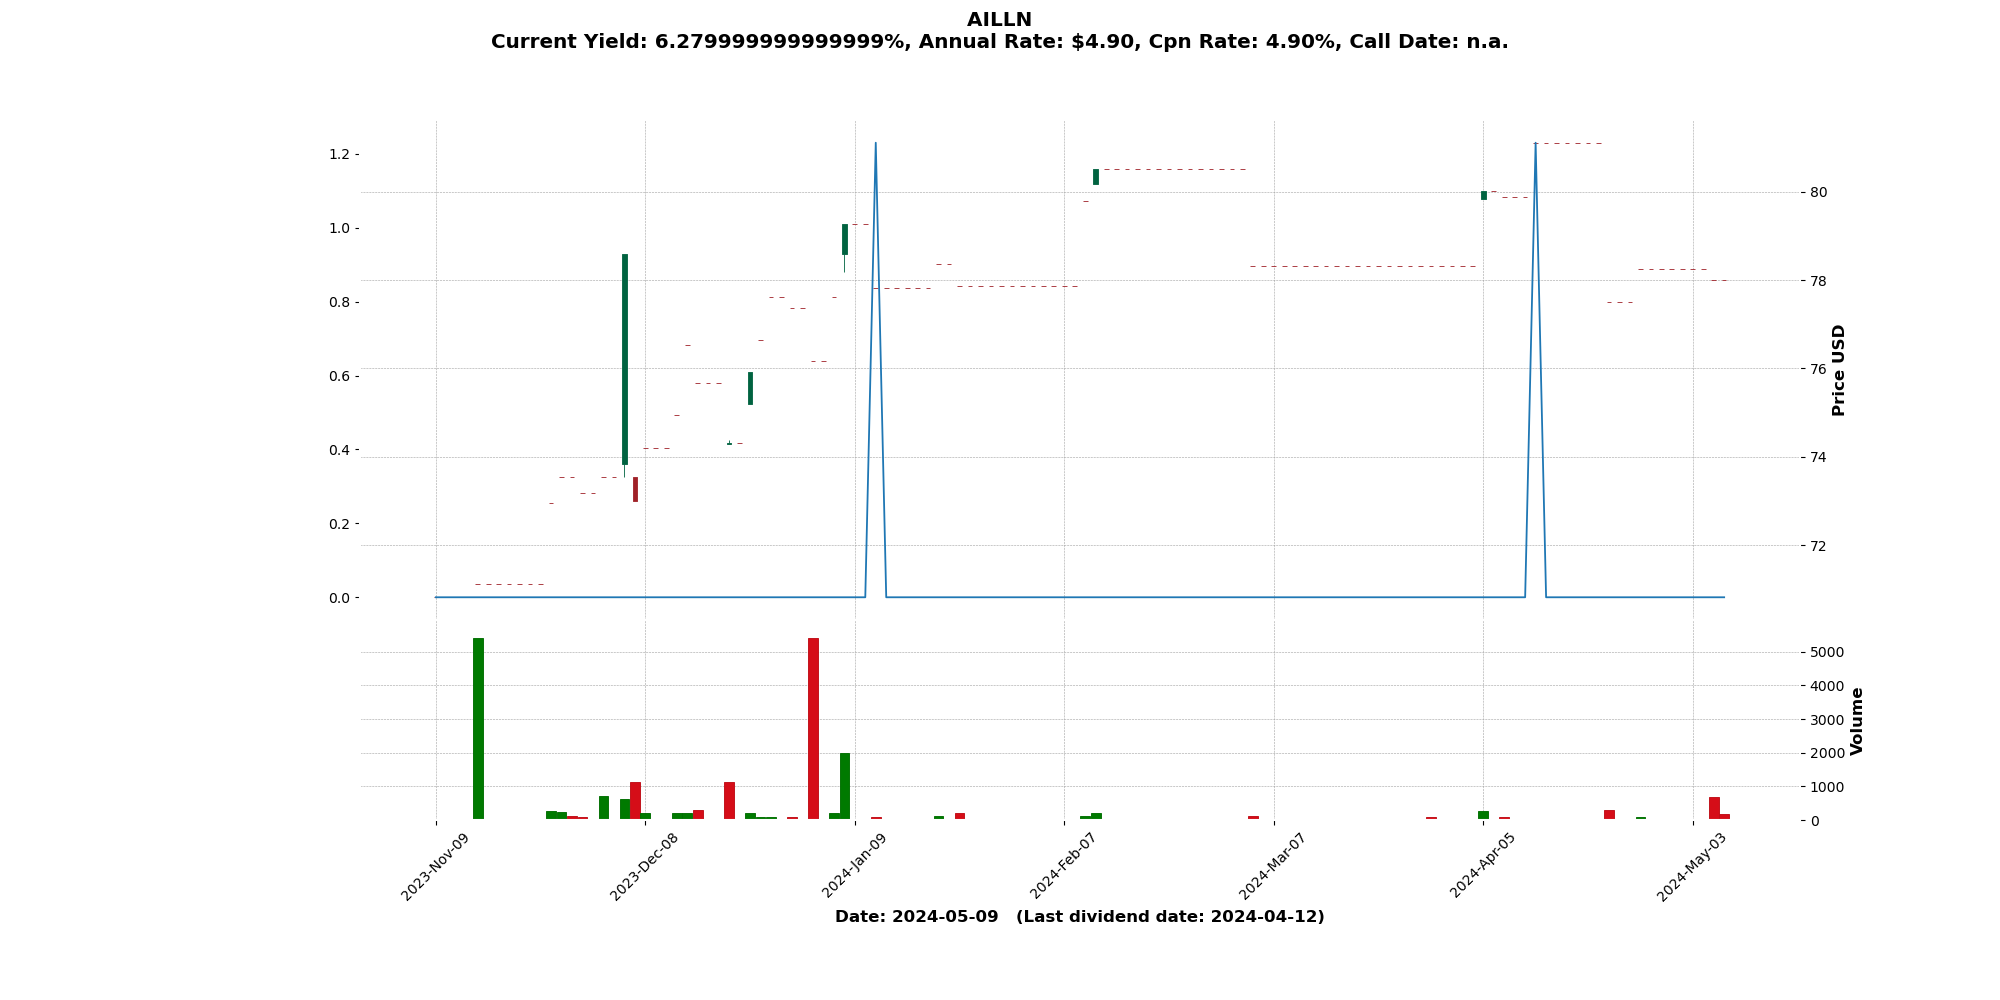 AILLN
Current Yield: 6.279999999999999%, Annual Rate: $4.90, Cpn Rate: 4.90%, Call Date: n.a.
1.2
1.0
0.8
0.6
0.4
0.2
0.0
80
78
76
74
72
Price USD
5000
4000
3000
2000
1000
0
Volume
2023-Nov-09
2023-Dec-08
2024-Jan-09
2024-Feb-07
2024-Mar-07
2024-Apr-05
2024-May-03
Date: 2024-05-09 (Last dividend date: 2024-04-12)